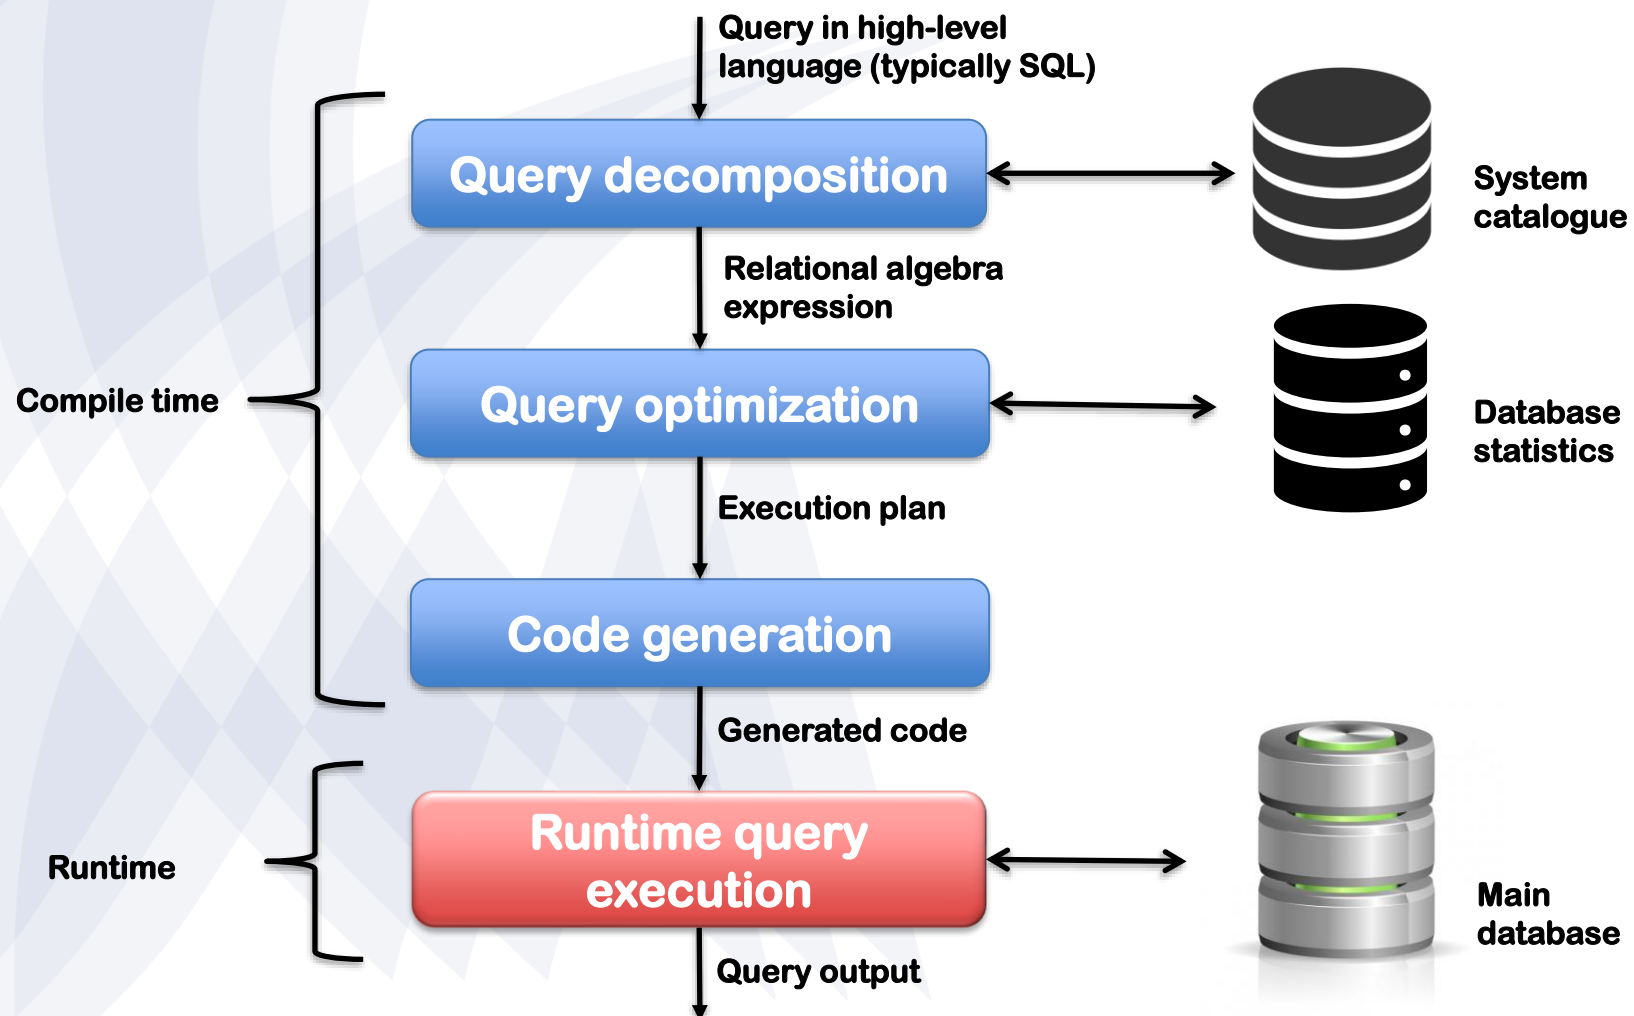 Query in high-level
language (typically SQL)
Query decomposition
System
catalogue
Relational algebra
expression
Compile time
Query optimization
Database
statistics
Execution plan
Code generation
Generated code
Runtime
Runtime query
execution
Main
database
Query output